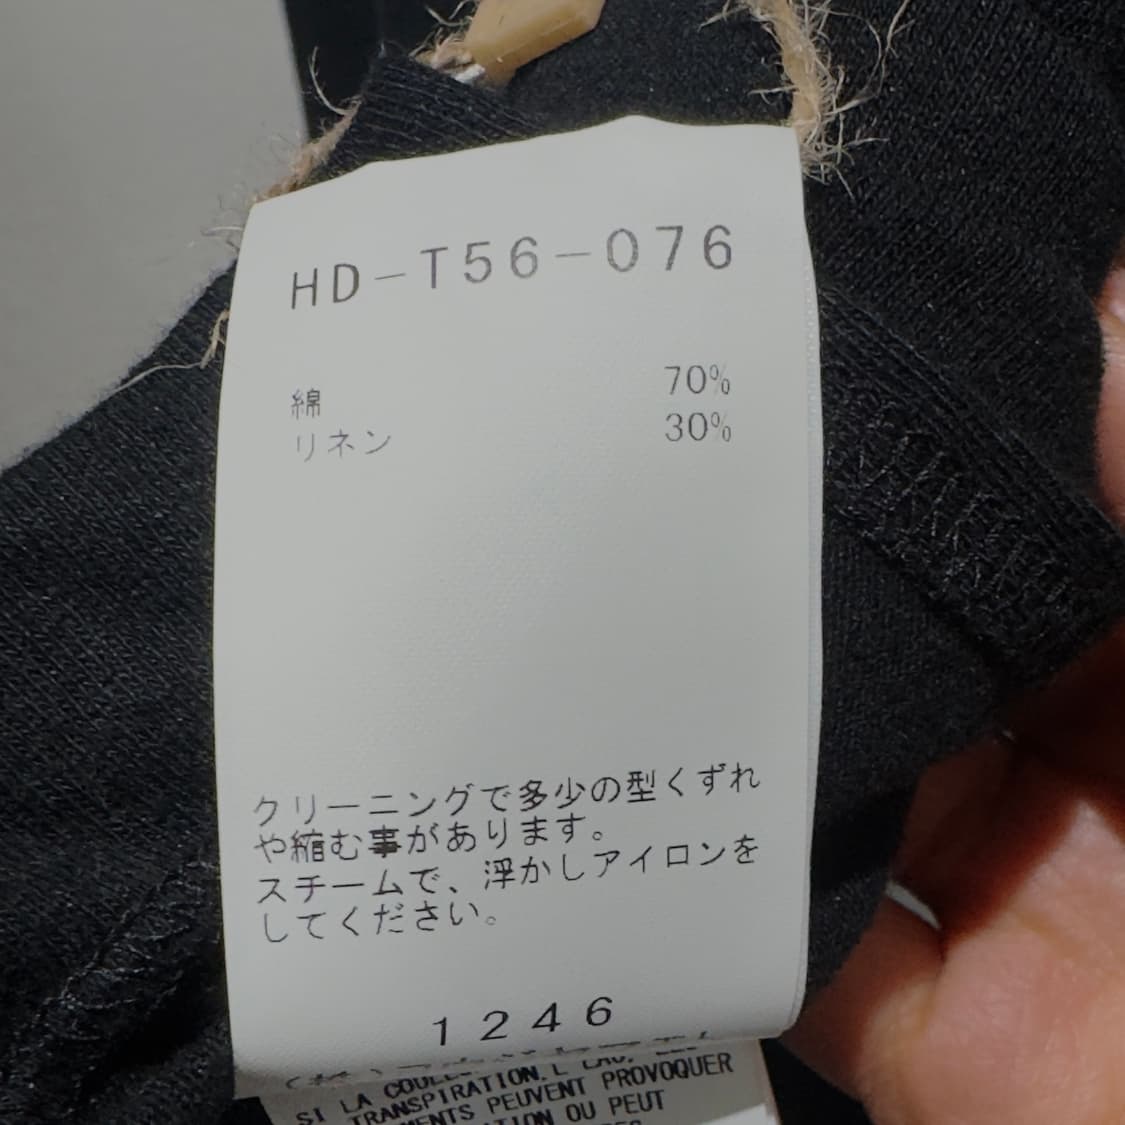 HD-T56-076
綿 70%
リネン 30%
クリーニングで多少の型くずれ
や縮む事があります。
スチームで、浮かしアイロンを
してください。
1246
SI LA COULE
TRANSPIRATION, L'EAU,
MENTS PEUVENT PROVOQUER
TION OU PEUT